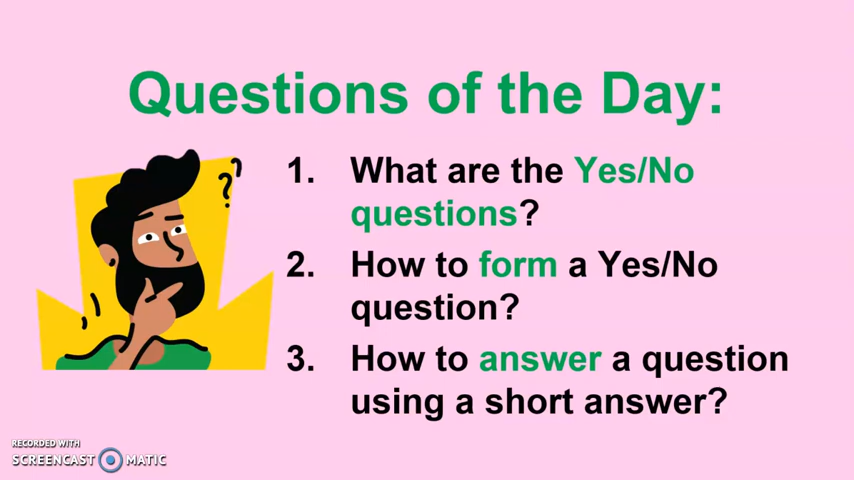 Questions of the Day:
1. What are the Yes/No
questions?
2. How to form a Yes/No
question?
3. How to answer a question
using a short answer?
RECORDED WITH
SCREENCAST MATIC